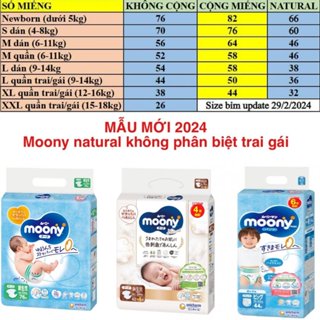 SỐ MIẾNG KHÔNG CỘNG CỘNG MIẾNG NATURAL
Newborn (dưới 5kg) 76 82 66
S dán (4-8kg) 70 76 60
M dán (6-11kg) 56 64 46
M quần (6-11kg) 52 58 46
L dán (9-14kg) 54 58 38
L quần trai/gái (9-14kg) 44 50 36
XL quần trai/gái (12-16kg) 38 44 32
XXL quần trai/gái (15-18kg) 26 Size bỉm update 29/2/2024
MẪU MỚI 2024
Moony natural không phân biệt trai gái
moony
moony
moony